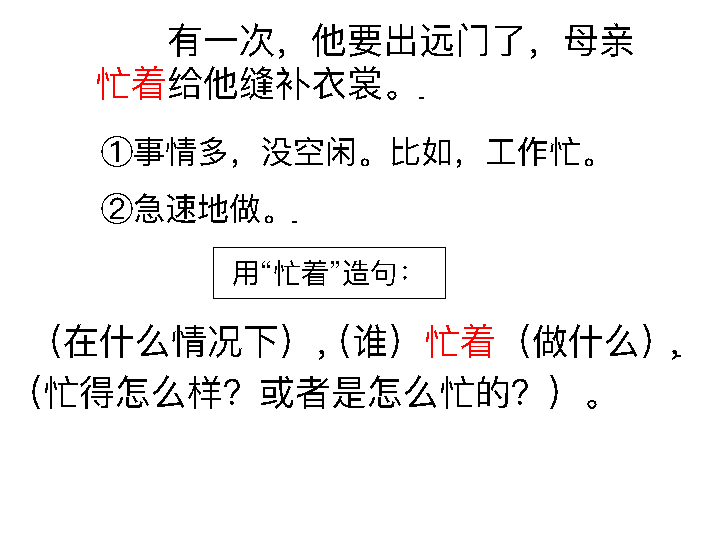 有一次，他要出远门了，母亲
忙着给他缝补衣裳。
①事情多，没空闲。比如，工作忙。
②急速地做。
用“忙着”造句：
（在什么情况下）,（谁）忙着（做什么），
（忙得怎么样？或者是怎么忙的？）。